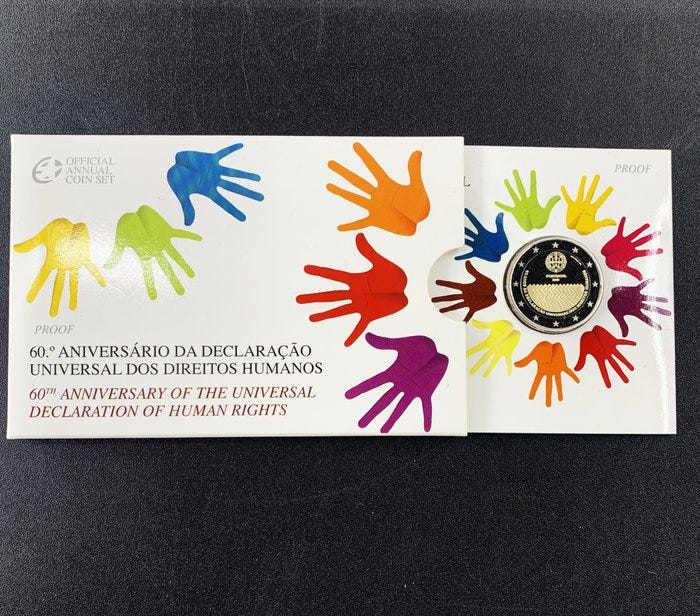 OFFICIAL
ANNUAL
COIN SET
PROOF
60.º ANIVERSÁRIO DA DECLARAÇÃO
UNIVERSAL DOS DIREITOS HUMANOS
60TH ANNIVERSARY OF THE UNIVERSAL
DECLARATION OF HUMAN RIGHTS
PROOF
PORTUGAL